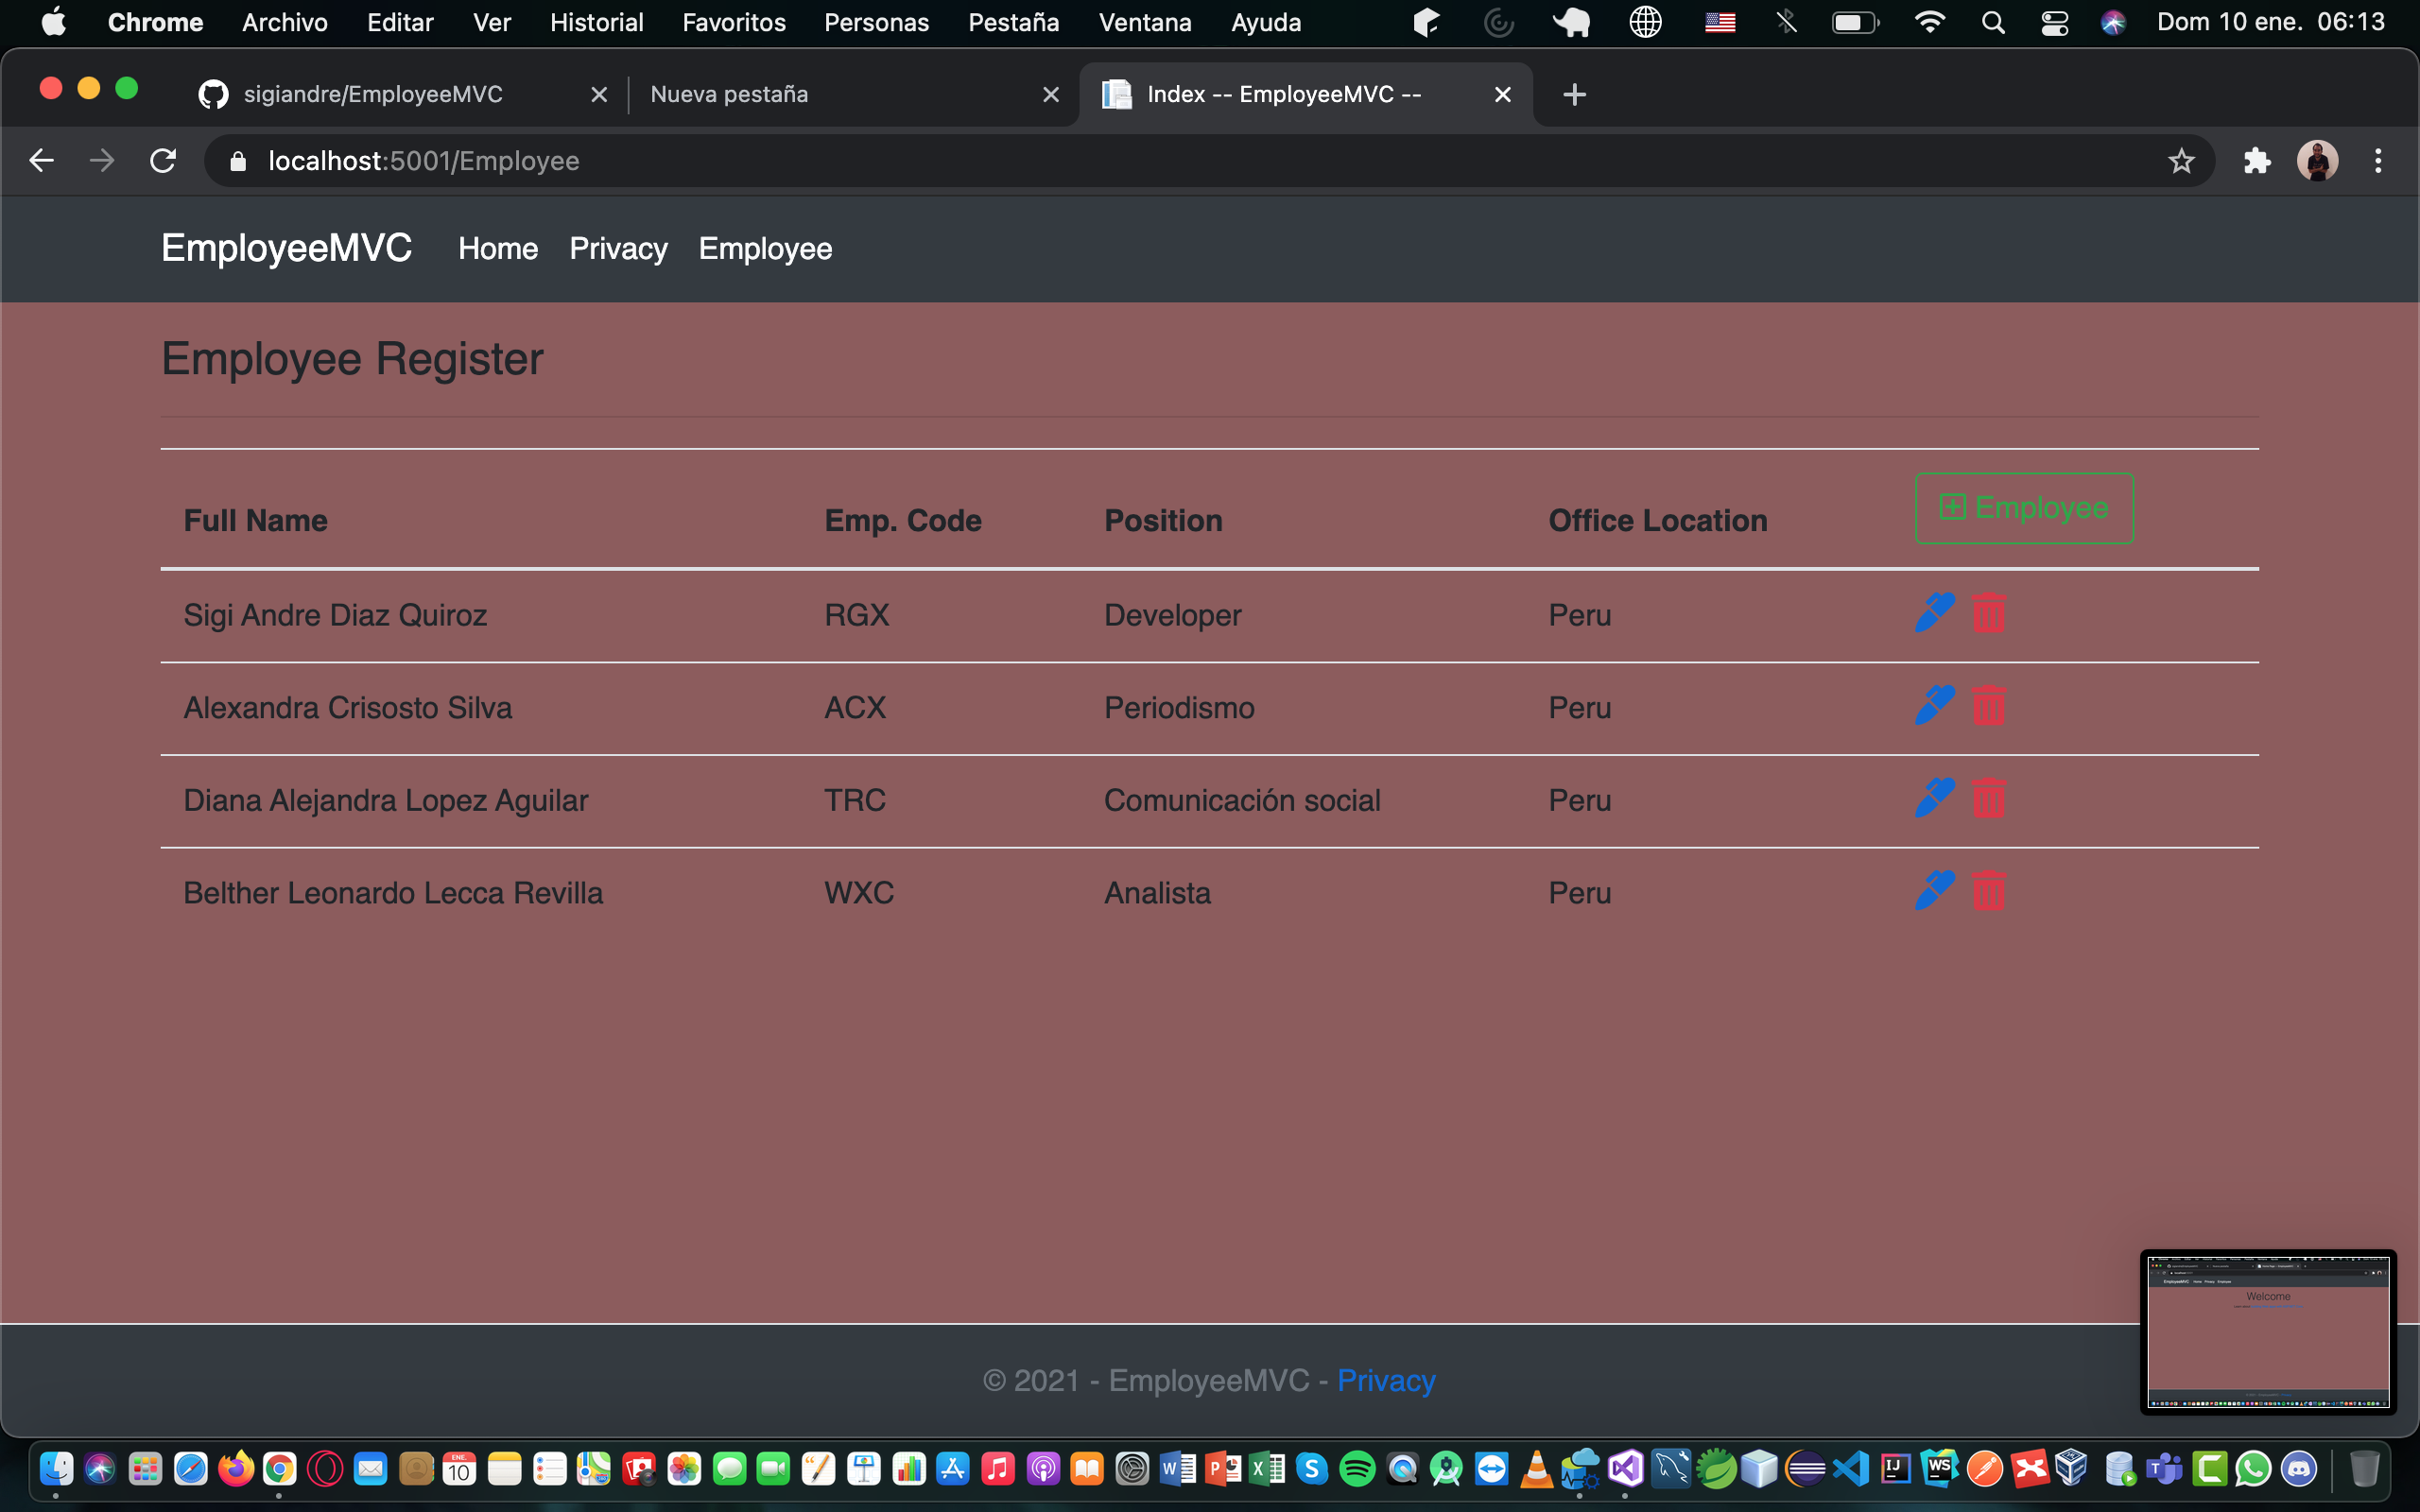 Chrome Archivo Editar Ver Historial Favoritos Personas Pestaña Ventana Ayuda Dom 10 ene. 06:13
sigiandre/EmployeeMVC Nueva pestaña Index -- EmployeeMVC --
localhost:5001/Employee
EmployeeMVC Home Privacy Employee
Employee Register
Full Name Emp. Code Position Office Location Employee
Sigi Andre Diaz Quiroz RGX Developer Peru
Alexandra Crisosto Silva ACX Periodismo Peru
Diana Alejandra Lopez Aguilar TRC Comunicación social Peru
Belther Leonardo Lecca Revilla WXC Analista Peru
Welcome
© 2021 - EmployeeMVC - Privacy
ENE.
10